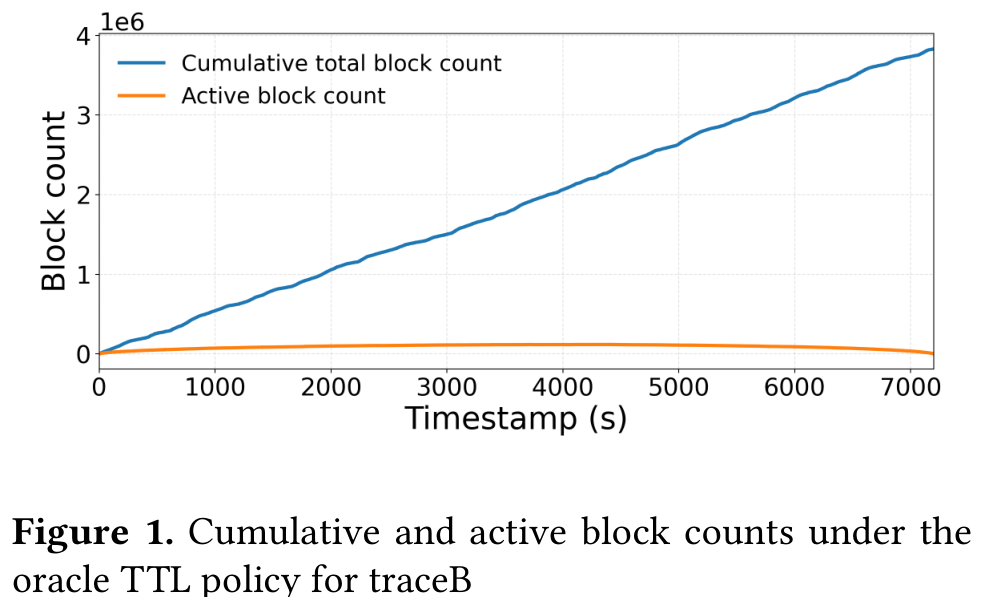 1e6
4
3
2
1
0
Block count
Cumulative total block count
Active block count
0 1000 2000 3000 4000 5000 6000 7000
Timestamp (s)
Figure 1. Cumulative and active block counts under the
oracle TTL policy for traceB